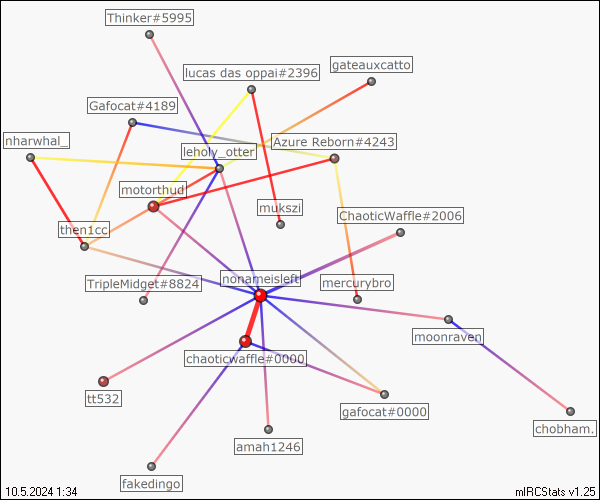 Thinker#5995
lucas das oppai#2396
gateauxcatto
Gafocat#4189
nharwhal_
Azure Reborn#4243
leholy_otter
motorthud
mukszi
ChaoticWaffle#2006
then1cc
TripleMidget#8824
nonameisleft
mercurybro
moonraven
chaoticwaffle#0000
tt532
gafocat#0000
chobham.
amah1246
fakedingo
10.5.2024 1:34
mIRCStats v1.25